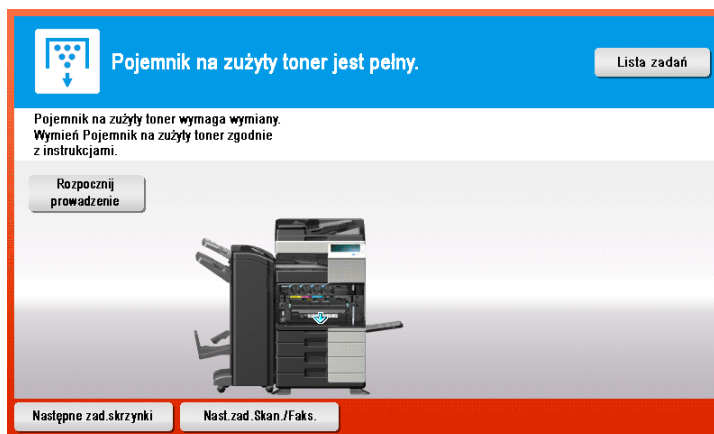 Pojemnik na zużyty toner jest pełny.
Lista zadań
Pojemnik na zużyty toner wymaga wymiany.
Wymień Pojemnik na zużyty toner zgodnie
z instrukcjami.
Rozpocznij
prowadzenie
Następne zad.skrzynki
Nast.zad.Skan./Faks.